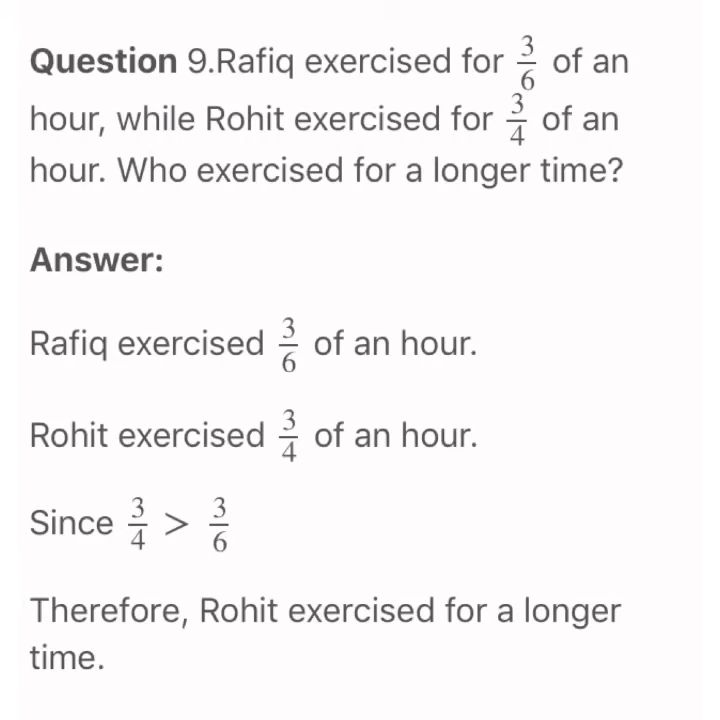 Question 9.Rafiq exercised for 3/6 of an
hour, while Rohit exercised for 3/4 of an
hour. Who exercised for a longer time?
Answer:
Rafiq exercised 3/6 of an hour.
Rohit exercised 3/4 of an hour.
Since 3/4 > 3/6
Therefore, Rohit exercised for a longer
time.